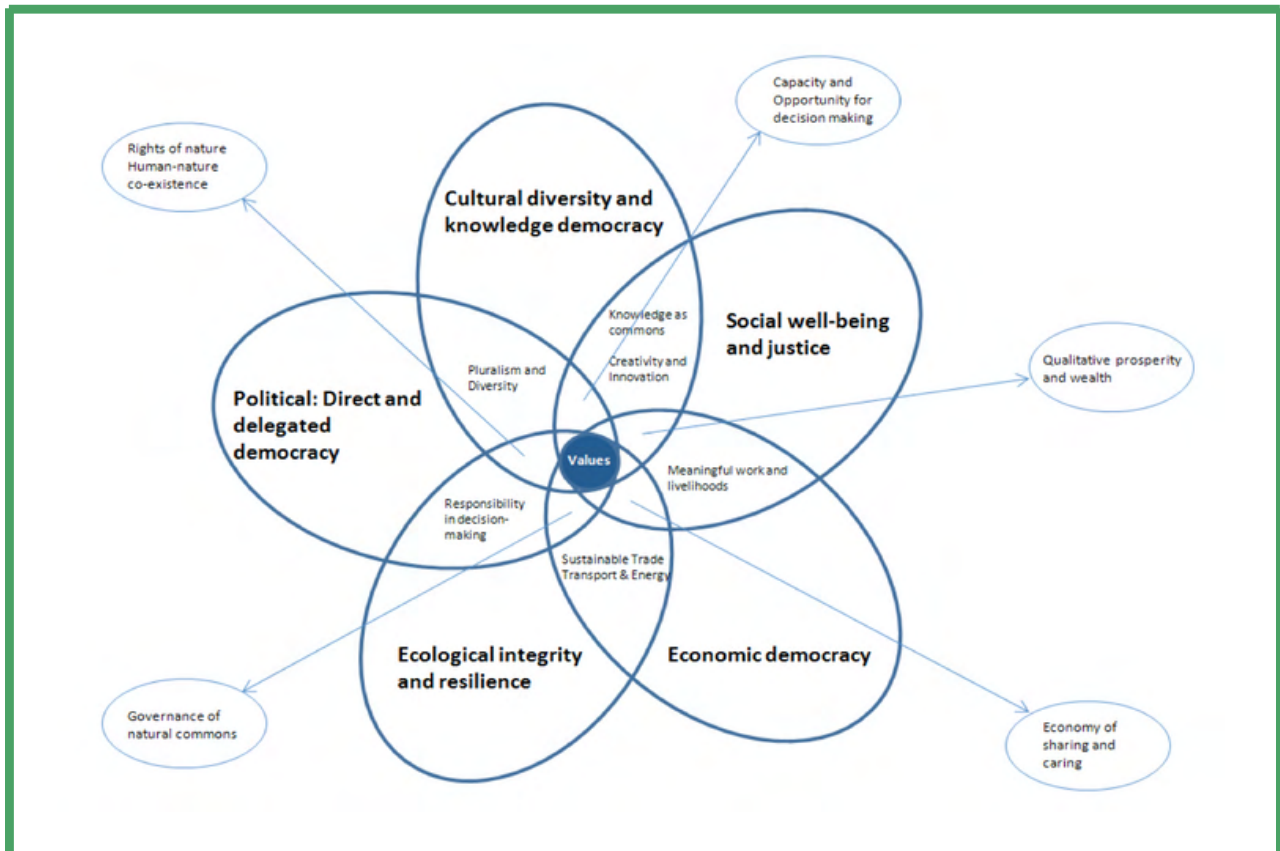 Capacity and
Opportunity for
decision making
Rights of nature
Human-nature
co-existence
Cultural diversity and
knowledge democracy
Knowledge as
commons
Creativity and
Innovation
Social well-being
and justice
Qualitative prosperity
and wealth
Pluralism and
Diversity
Political: Direct and
delegated
democracy
Values
Meaningful work and
livelihoods
Responsibility
in decision-
making
Sustainable Trade
Transport & Energy
Ecological integrity
and resilience
Economic democracy
Governance of
natural commons
Economy of
sharing and
caring